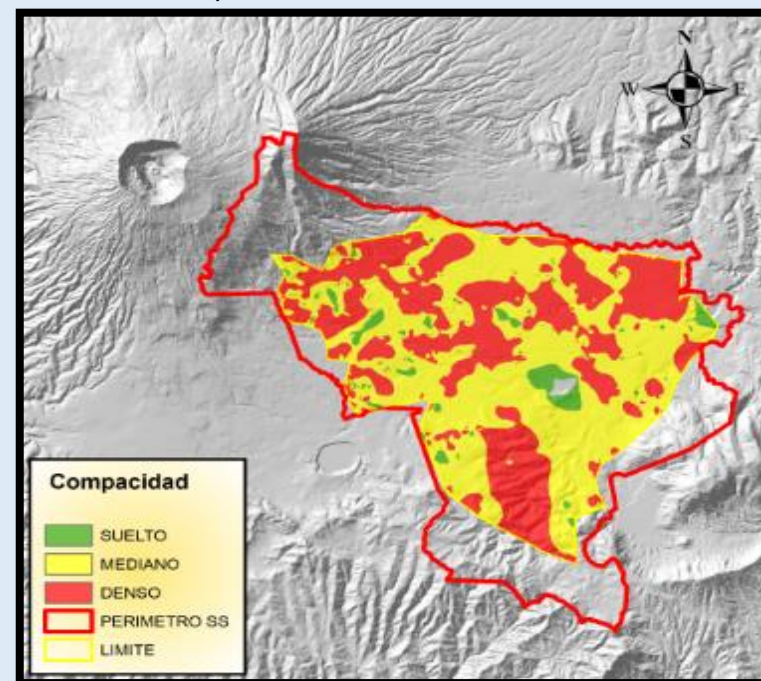 N
W E
S
Compacidad
SUELTO
MEDIANO
DENSO
PERIMETRO SS
LIMITE